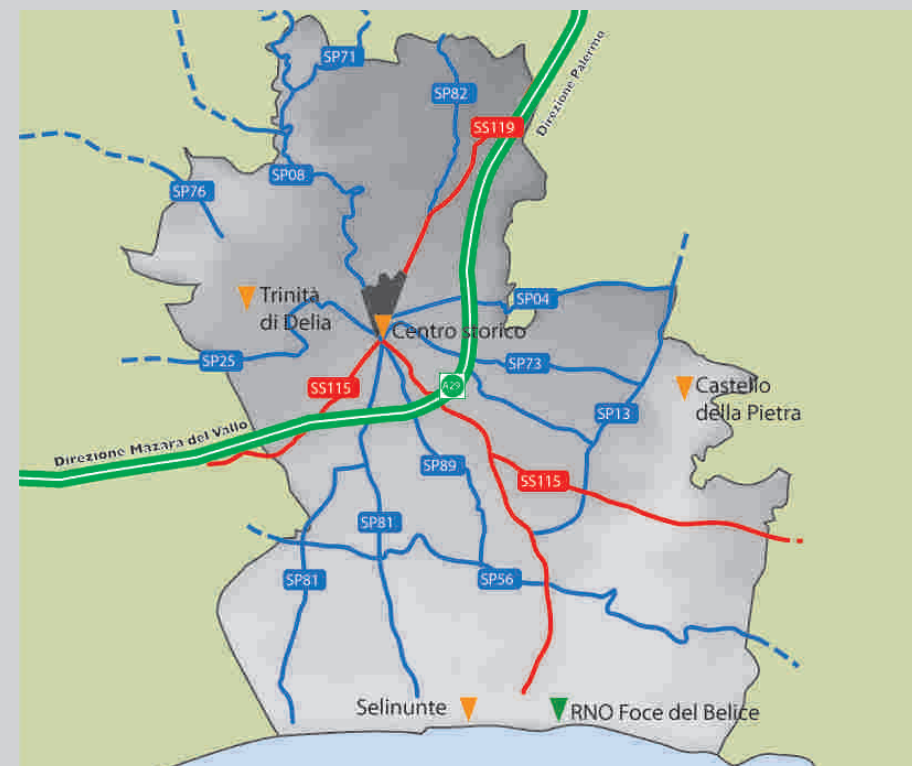 SP71
SP82
Direzione Palermo
SS119
SP08
SP76
Trinità
di Delia
SP04
Centro storico
SP25
SP73
SS115
A29
Castello
della Pietra
SP13
Direzione Mazara del Vallo
SP89
SS115
SP81
SP81
SP56
Selinunte
RNO Foce del Belice